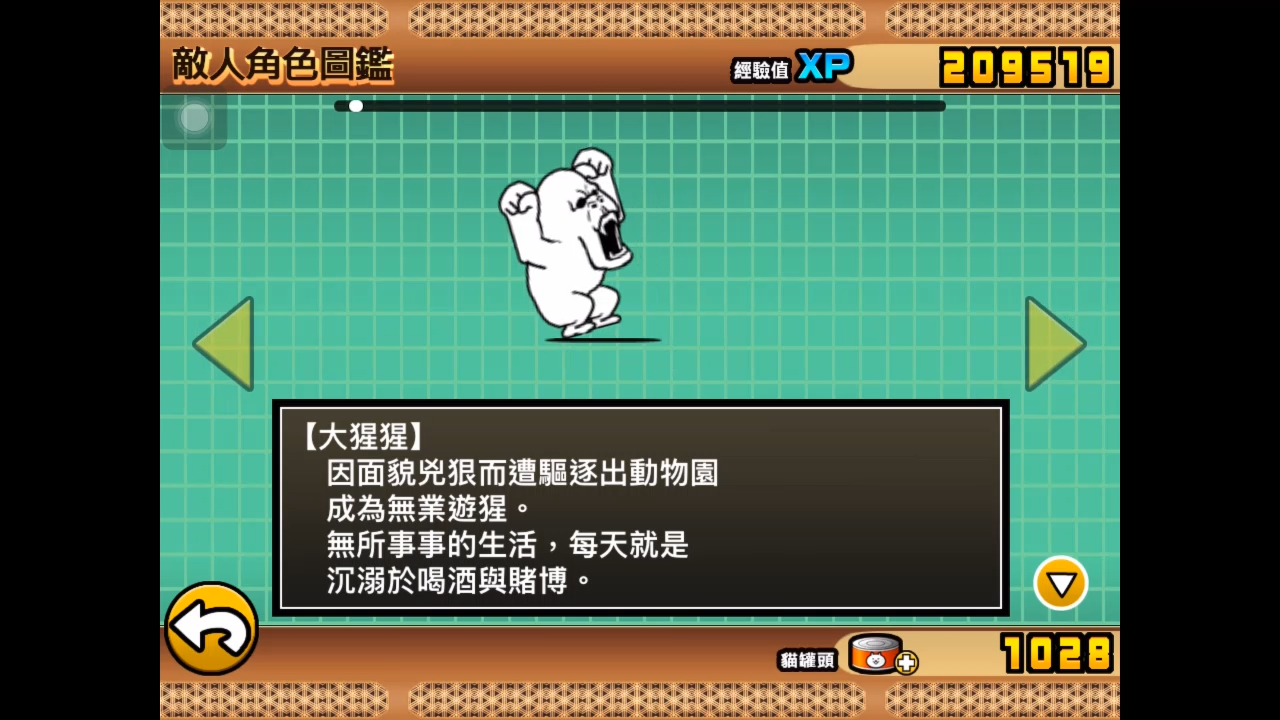 敵人角色圖鑑
經驗值 XP 209519
【大猩猩】
因面貌兇狠而遭驅逐出動物園
成為無業遊猩。
無所事事的生活，每天就是
沉溺於喝酒與賭博。
貓罐頭 1028